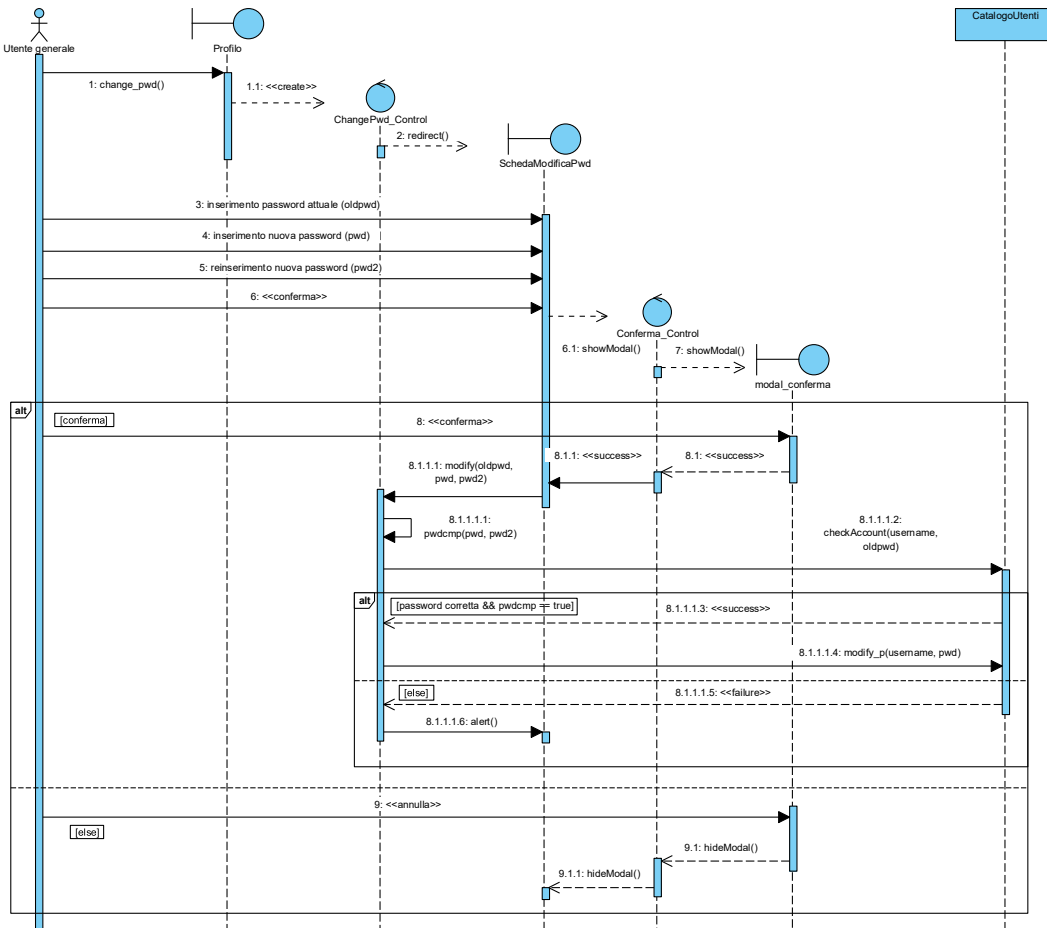 CatalogoUtenti
Utente generale
Profilo
1: change_pwd()
1.1: <<create>>
ChangePwd_Control
2: redirect()
SchedaModificaPwd
3: inserimento password attuale (oldpwd)
4: inserimento nuova password (pwd)
5: reinserimento nuova password (pwd2)
6: <<conferma>>
Conferma_Control
6.1: showModal()
7: showModal()
modal_conferma
alt
[conferma]
8: <<conferma>>
8.1.1: <<success>>
8.1: <<success>>
8.1.1.1: modify(oldpwd,
pwd, pwd2)
8.1.1.1.1:
pwdcmp(pwd, pwd2)
8.1.1.1.2:
checkAccount(username,
oldpwd)
alt
[password corretta && pwdcmp == true]
8.1.1.1.3: <<success>>
8.1.1.1.4: modify_p(username, pwd)
[else]
8.1.1.1.5: <<failure>>
8.1.1.1.6: alert()
9: <<annulla>>
[else]
9.1: hideModal()
9.1.1: hideModal()